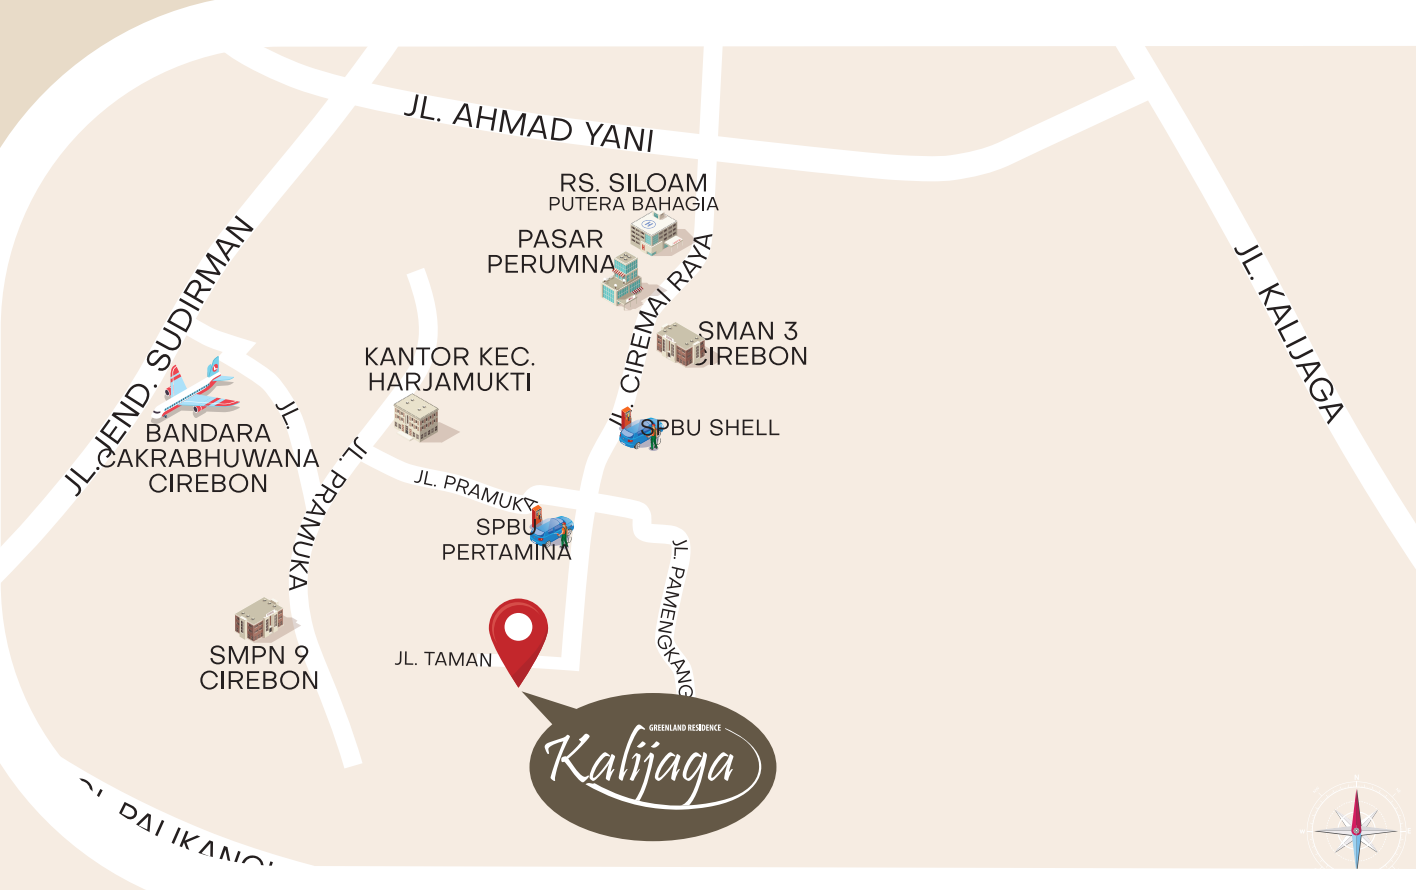 JL. AHMAD YANI
RS. SILOAM
PUTERA BAHAGIA
PASAR
PERUMNA
JL. CIREMAI RAYA
SMAN 3
CIREBON
SPBU SHELL
JL. KALIJAGA
JL. JEND. SUDIRMAN
KANTOR KEC.
HARJAMUKTI
JL.
BANDARA
CAKRABHUWANA
CIREBON
JL. PRAMUKA
JL. PRAMUKA
SPBU
PERTAMINA
JL. PAMENGKANG
SMPN 9
CIREBON
JL. TAMAN
GREENLAND RESIDENCE
Kalijaga